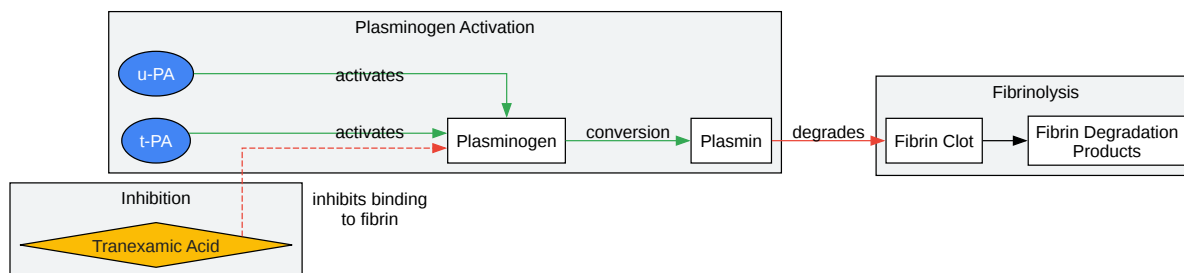 Plasminogen Activation
u-PA
activates
t-PA
activates
Plasminogen
conversion
Plasmin
degrades
Fibrinolysis
Fibrin Clot
Fibrin Degradation
Products
Inhibition
Tranexamic Acid
inhibits binding
to fibrin